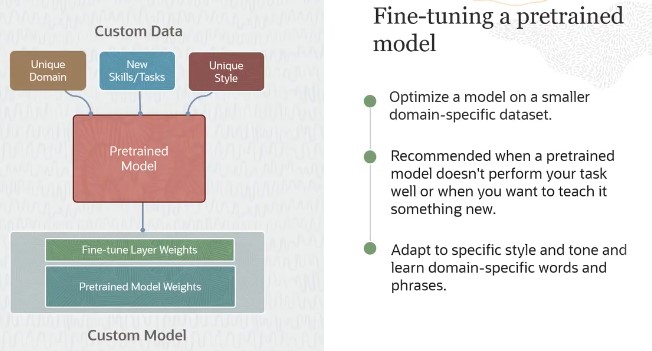 Custom Data
Unique
Domain
New
Skills/Tasks
Unique
Style
Pretrained
Model
Fine-tune Layer Weights
Pretrained Model Weights
Custom Model
Fine-tuning a pretrained
model
Optimize a model on a smaller
domain-specific dataset.
Recommended when a pretrained
model doesn't perform your task
well or when you want to teach it
something new.
Adapt to specific style and tone and
learn domain-specific words and
phrases.